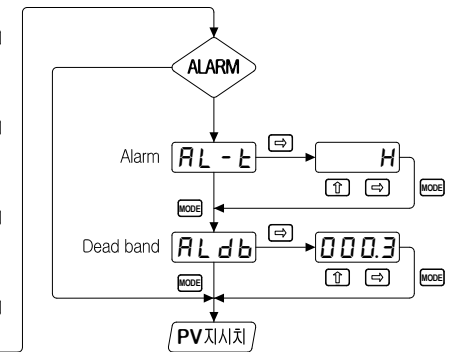 ALARM
Alarm AL-t H
MODE
MODE
Dead band ALdb 000.3
MODE
MODE
PV지시치